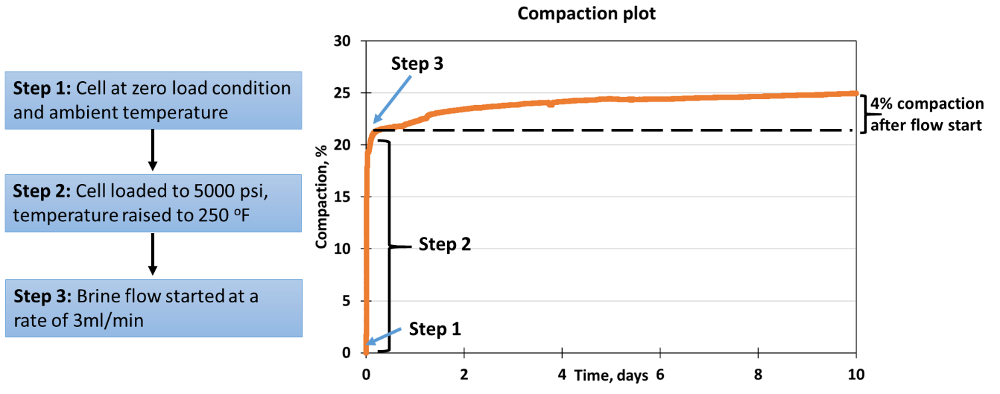 Compaction plot
Step 1: Cell at zero load condition
and ambient temperature
Step 2: Cell loaded to 5000 psi,
temperature raised to 250 ºF
Step 3: Brine flow started at a
rate of 3ml/min
Compaction, %
30
25
20
15
10
5
0
Step 3
Step 2
Step 1
4% compaction
after flow start
0 2 4 6 8 10
Time, days